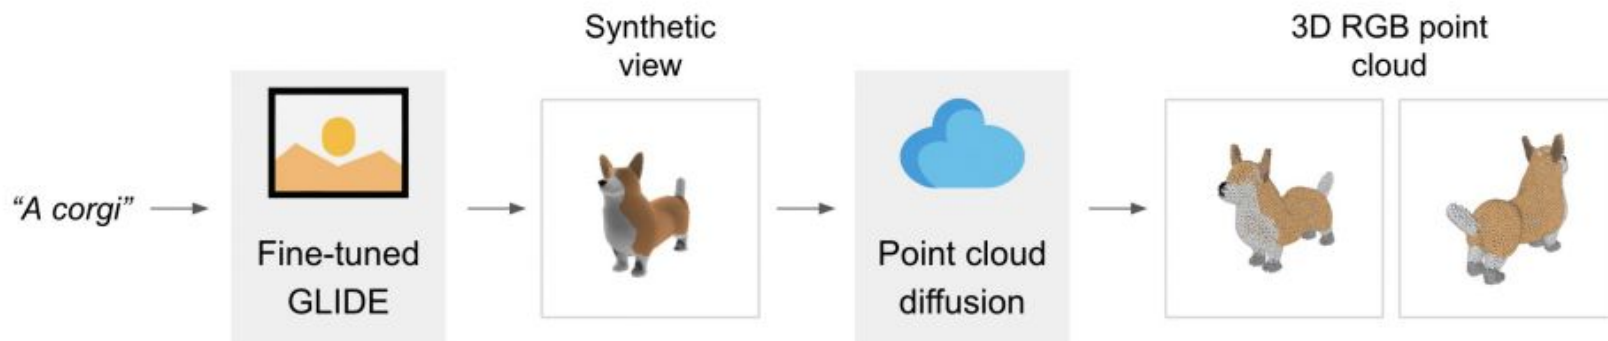 “A corgi”
Fine-tuned
GLIDE
Synthetic
view
Point cloud
diffusion
3D RGB point
cloud